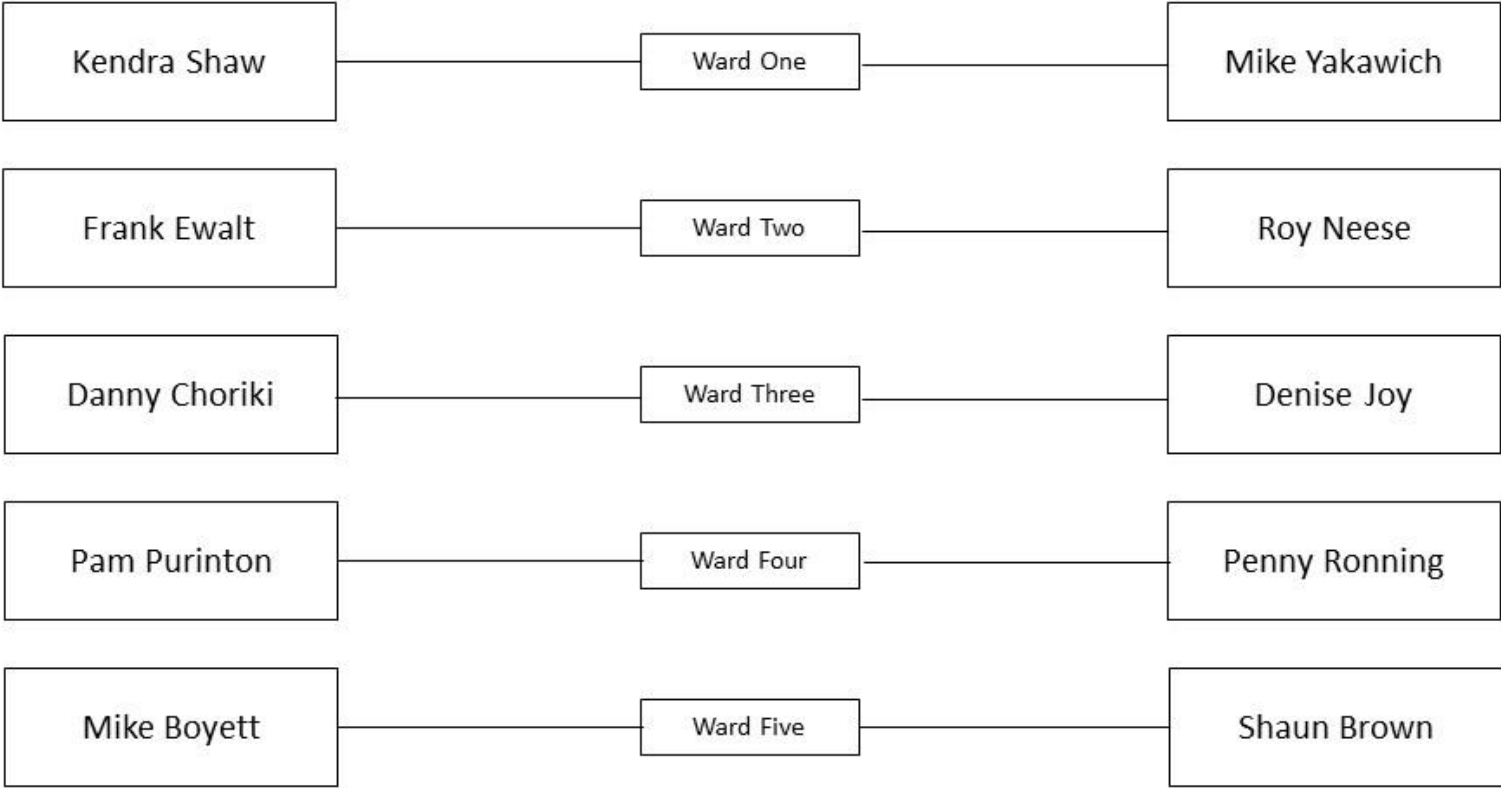 Kendra Shaw
Ward One
Mike Yakawich
Frank Ewalt
Ward Two
Roy Neese
Danny Choriki
Ward Three
Denise Joy
Pam Purinton
Ward Four
Penny Ronning
Mike Boyett
Ward Five
Shaun Brown